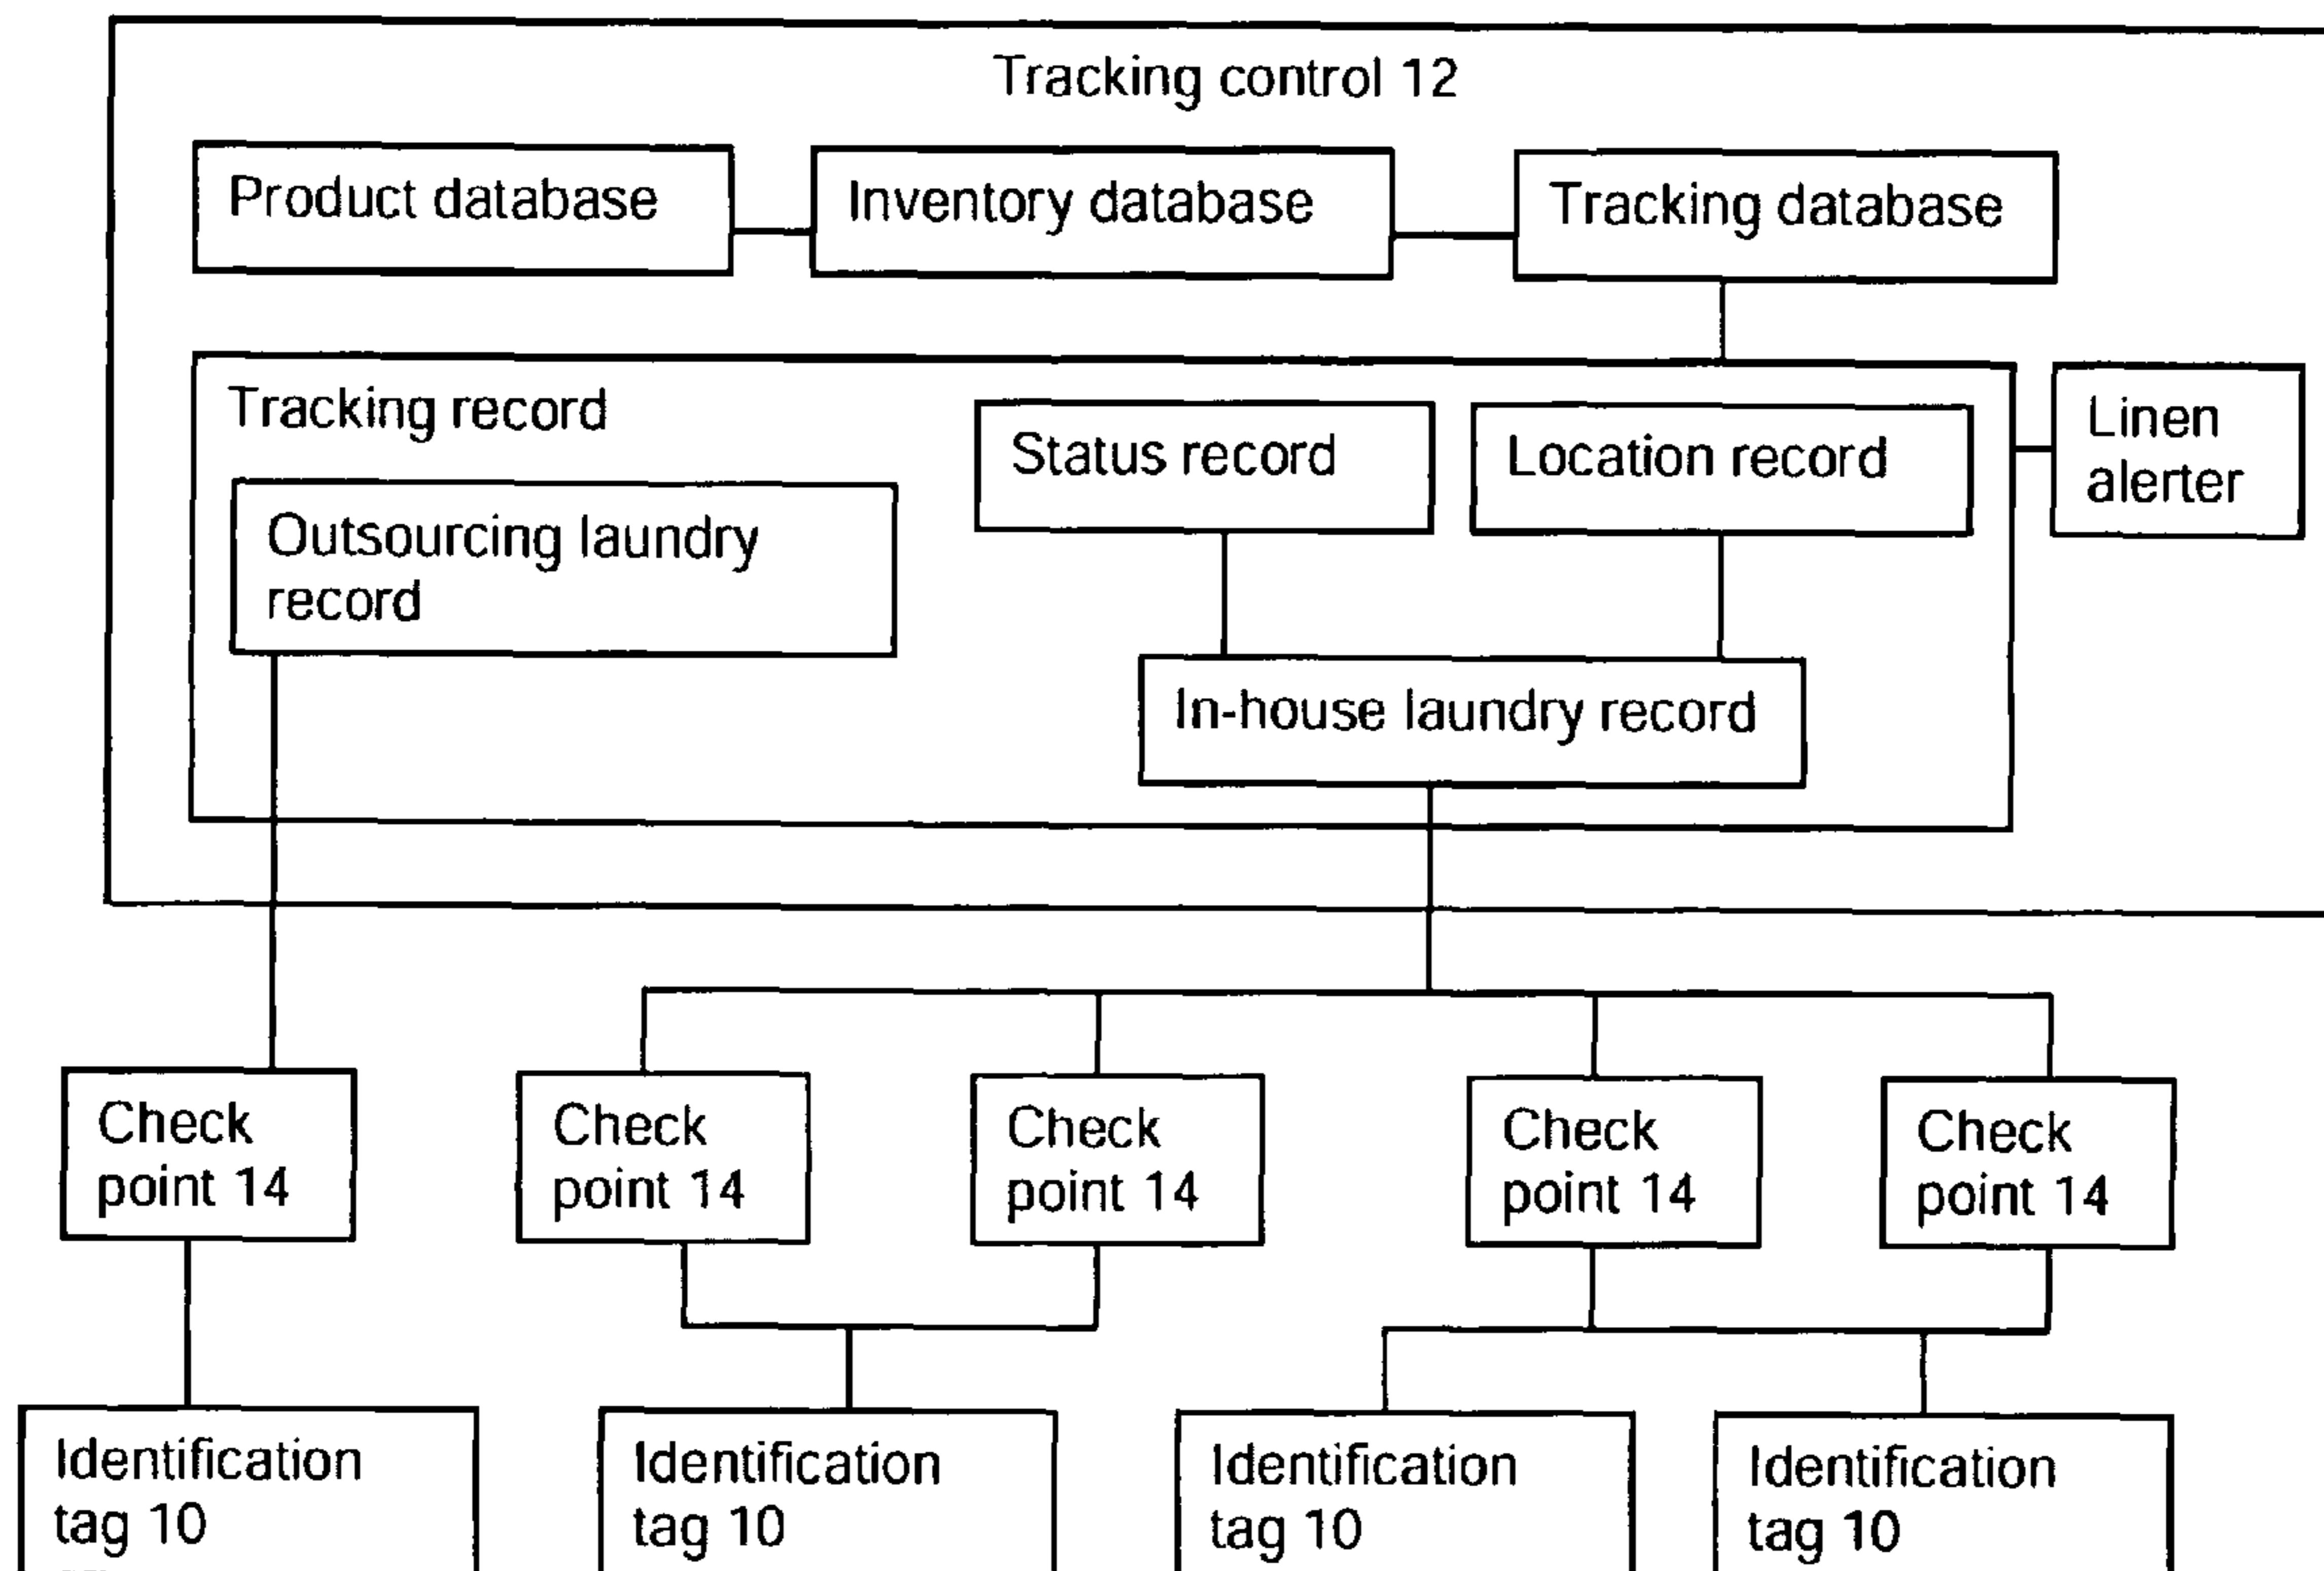 Tracking control 12
Product database
Inventory database
Tracking database
Tracking record
Status record
Location record
Linen
alerter
Outsourcing laundry
record
In-house laundry record
Check
point 14
Check
point 14
Check
point 14
Check
point 14
Check
point 14
Identification
tag 10
Identification
tag 10
Identification
tag 10
Identification
tag 10